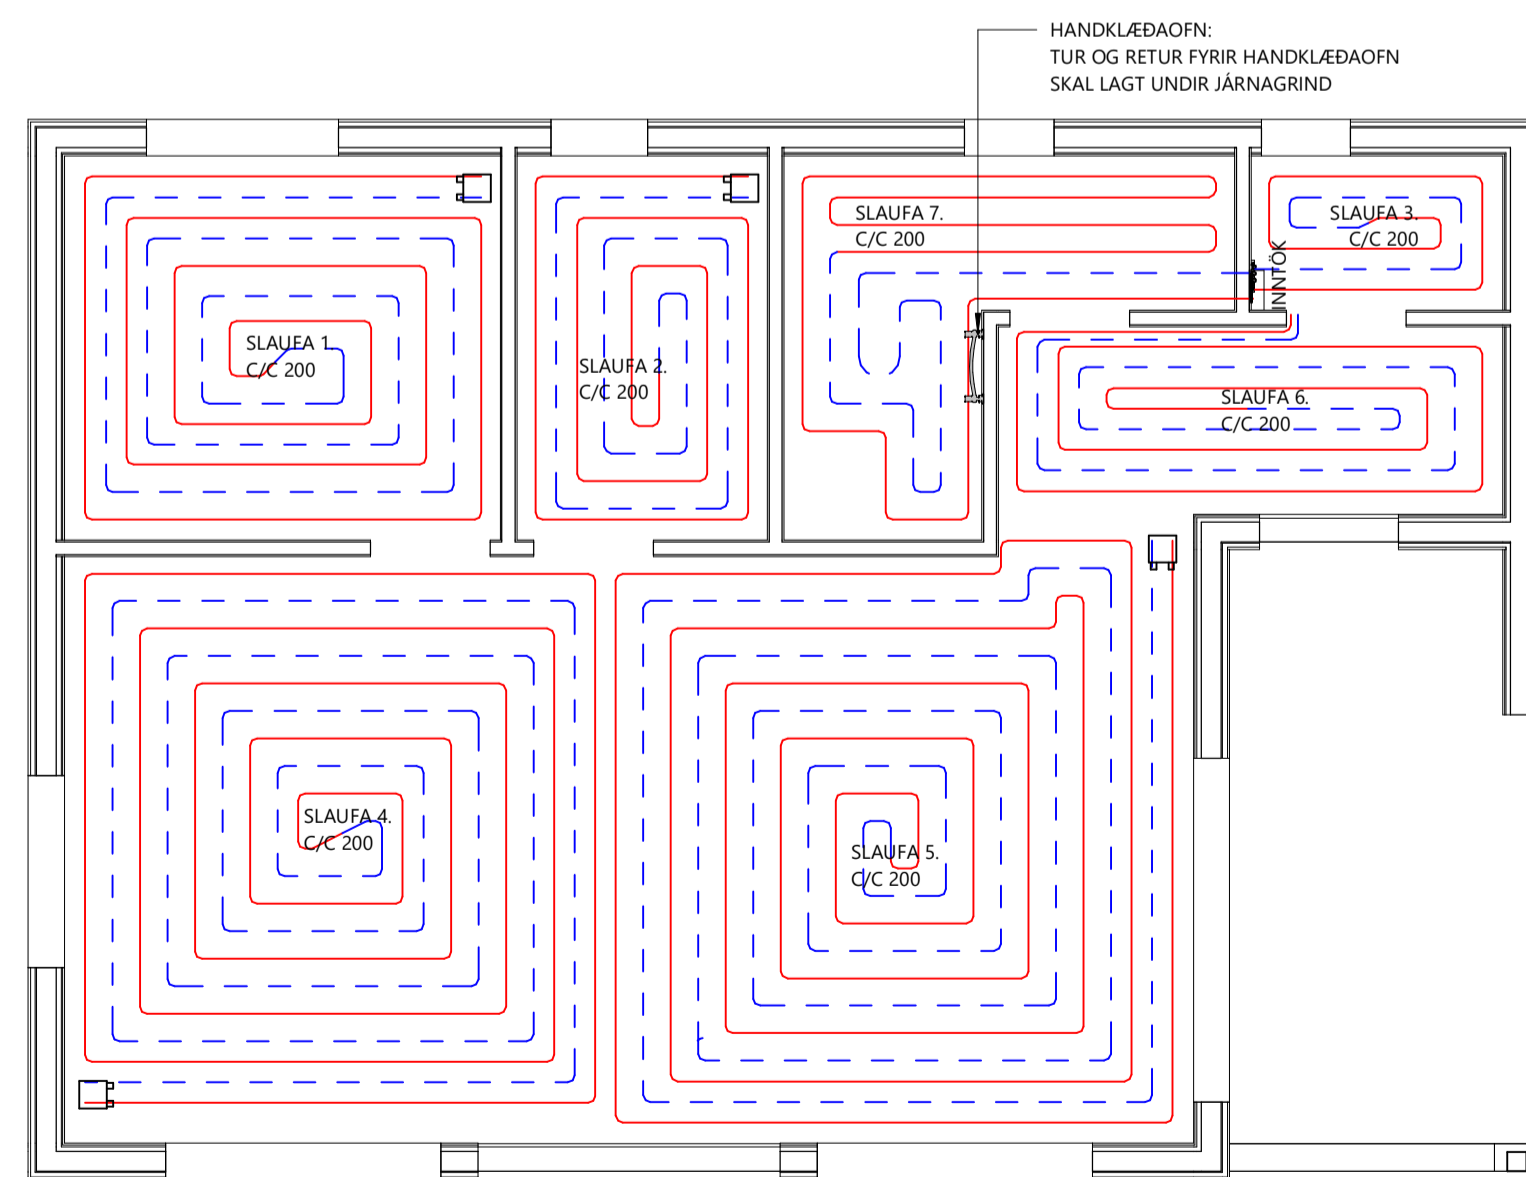 HANDKLÆÐAOFN:
TUR OG RETUR FYRIR HANDKLÆÐAOFN
SKAL LAGT UNDIR JÁRNAGRIND
SLAUFA 7.
C/C 200
SLAUFA 3.
C/C 200
INNTÖK
SLAUFA 1.
C/C 200
SLAUFA 2.
C/C 200
SLAUFA 6.
C/C 200
SLAUFA 4.
C/C 200
SLAUFA 5.
C/C 200